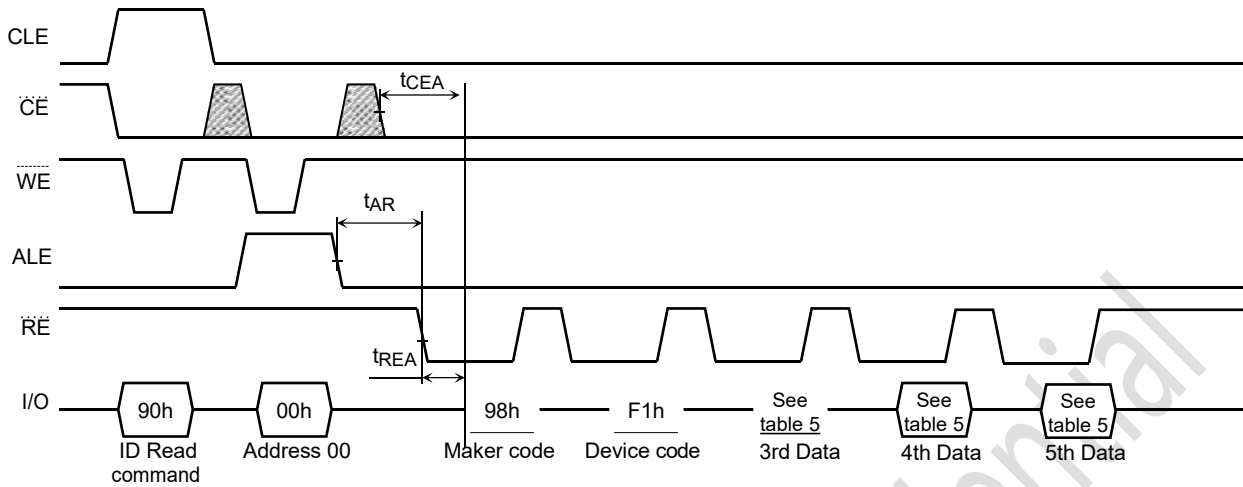 CLE
tCEA
CE
WE
tAR
ALE
RE
tREA
I/O
90h
00h
98h
F1h
See
table 5
See
table 5
See
table 5
ID Read
command
Address 00
Maker code
Device code
3rd Data
4th Data
5th Data